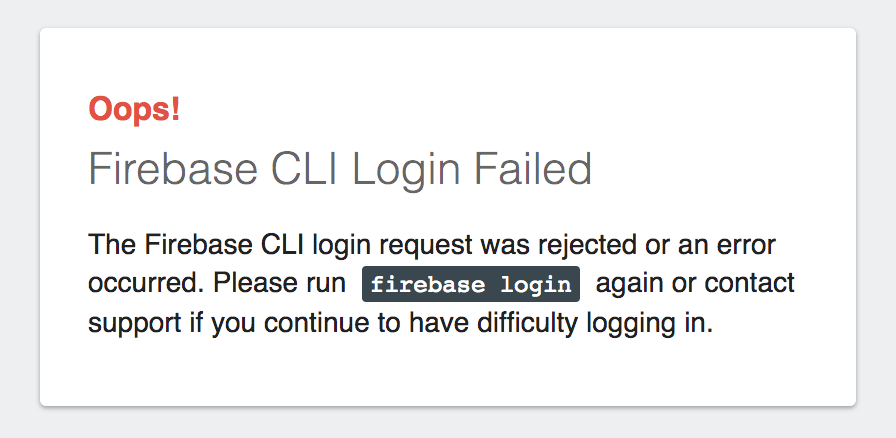 Oops!
Firebase CLI Login Failed
The Firebase CLI login request was rejected or an error
occurred. Please run firebase login again or contact
support if you continue to have difficulty logging in.